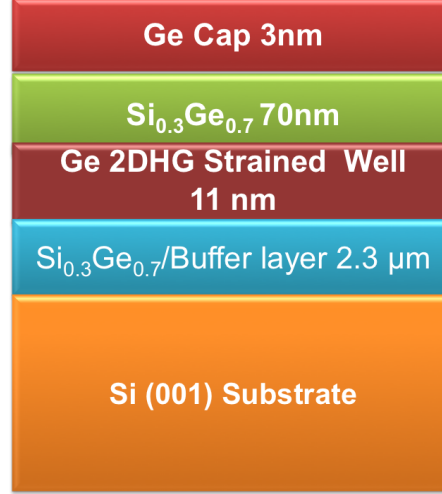 Ge Cap 3nm
Si₀.₃Ge₀.₇ 70nm
Ge 2DHG Strained Well
11 nm
Si₀.₃Ge₀.₇/Buffer layer 2.3 μm
Si (001) Substrate